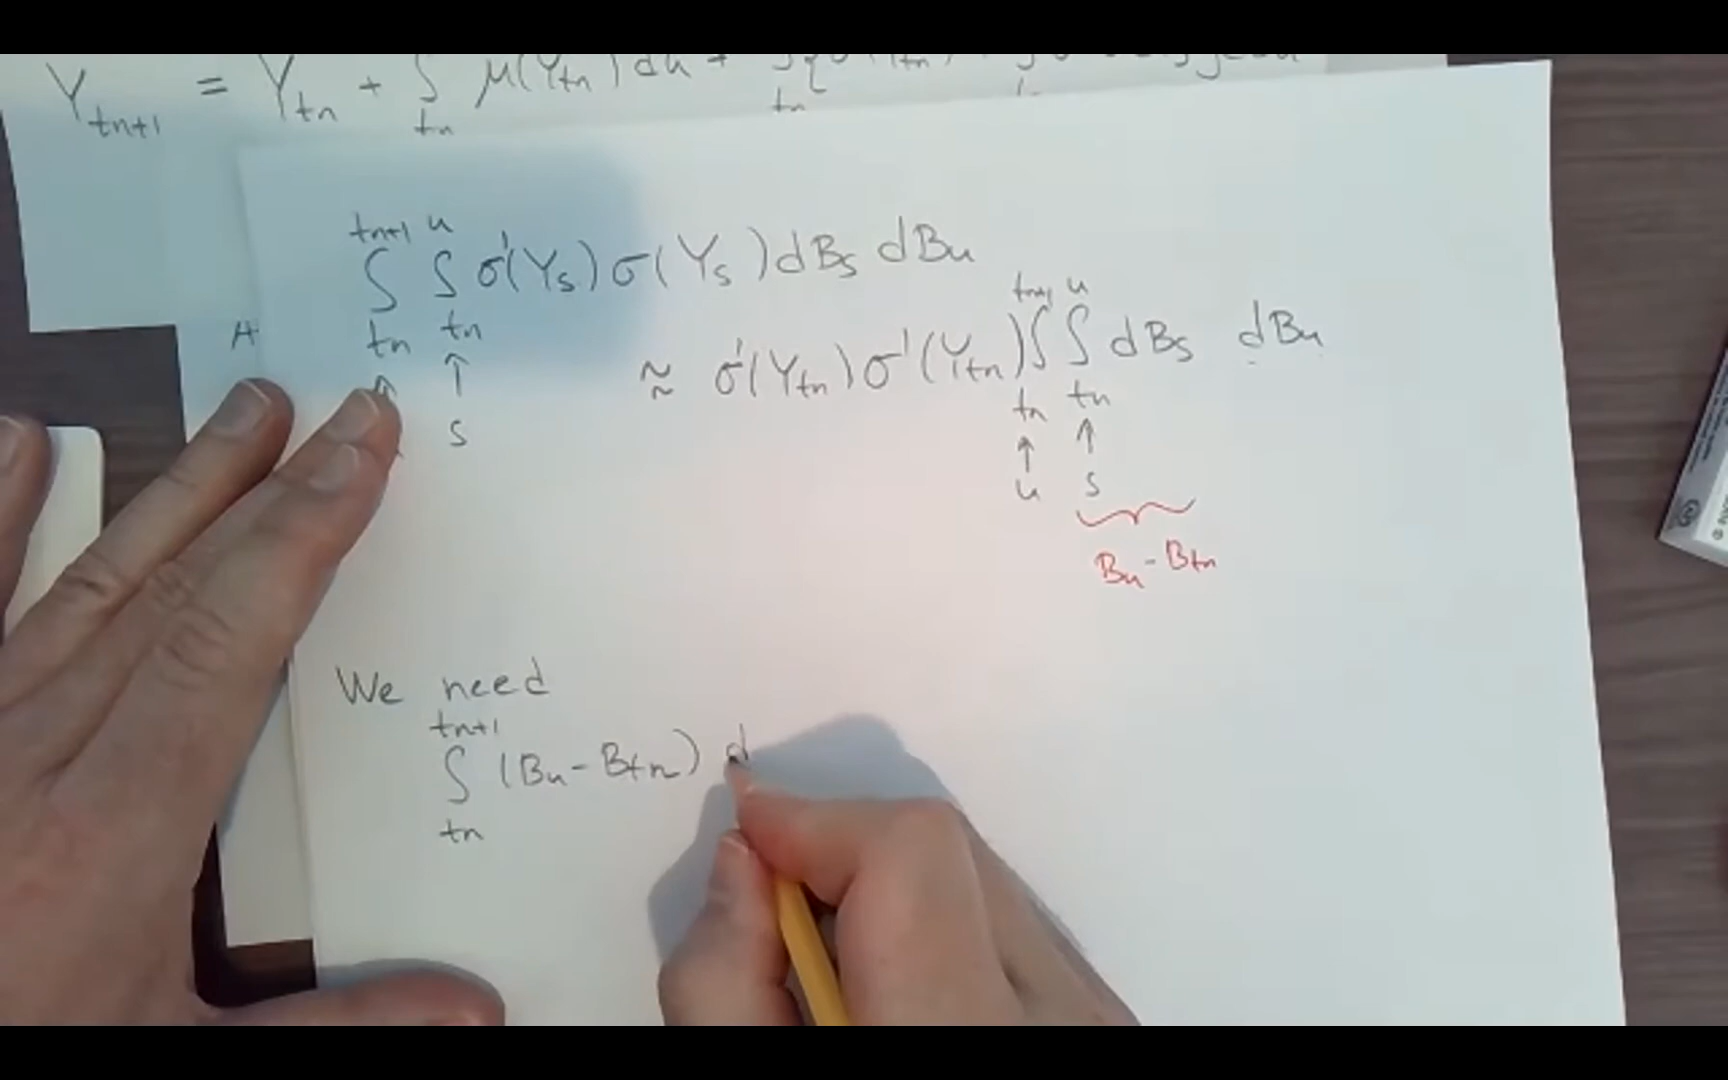 Y_{tn+1} = Y_{tn} + ∫_{tn} μ(Y_{tn}) du +
∫_{tn}^{tn+1} ∫_{tn}^{u} σ'(Y_s) σ(Y_s) dB_s dB_u
≈ σ'(Y_{tn}) σ'(Y_{tn}) ∫_{tn}^{tn+1} ∫_{tn}^{u} dB_s dB_u
↑ ↑
s
↑ ↑
u s
B_u - B_{tn}
We need
∫_{tn}^{tn+1} (B_u - B_{tn}) d